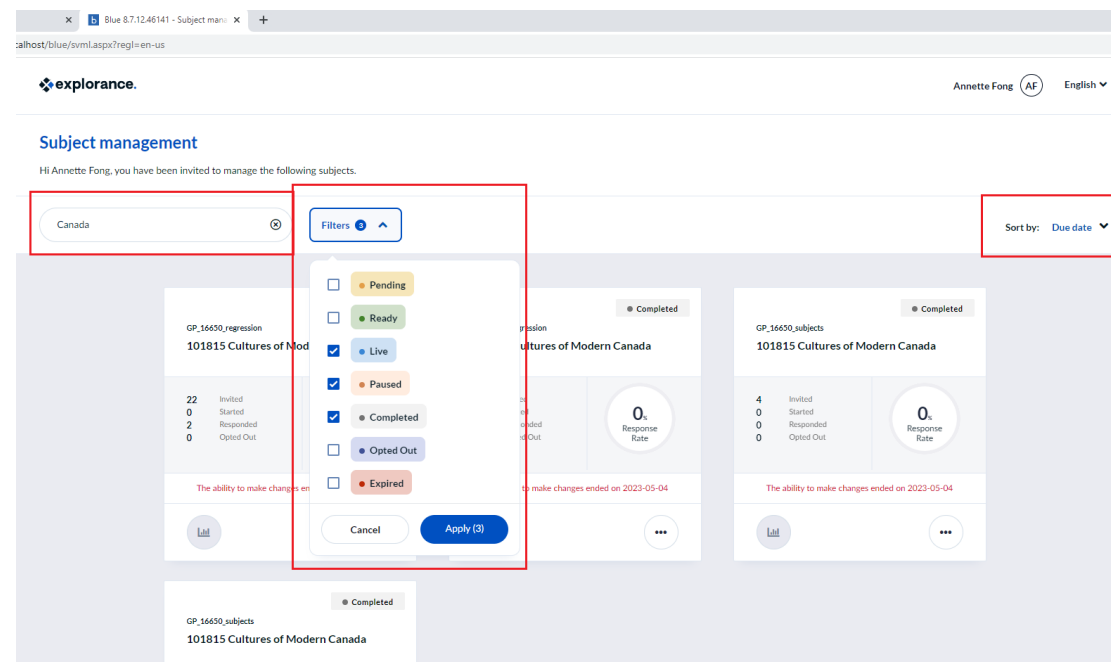 Blue 8.7.12.46141 - Subject mana
calhost/blue/svml.aspx?regl=en-us
explorance.
Annette Fong AF English
Subject management
Hi Annette Fong, you have been invited to manage the following subjects.
Canada
Filters 3
Sort by: Due date
Pending
Ready
Live
Paused
Completed
Opted Out
Expired
Cancel Apply (3)
GP_16650_regression
101815 Cultures of Mod
22 Invited
0 Started
2 Responded
0 Opted Out
The ability to make changes en
Completed
gression
ultures of Modern Canada
0%
Response
Rate
to make changes ended on 2023-05-04
Completed
GP_16650_subjects
101815 Cultures of Modern Canada
4 Invited
0 Started
0 Responded
0 Opted Out
0%
Response
Rate
The ability to make changes ended on 2023-05-04
Completed
GP_16650_subjects
101815 Cultures of Modern Canada